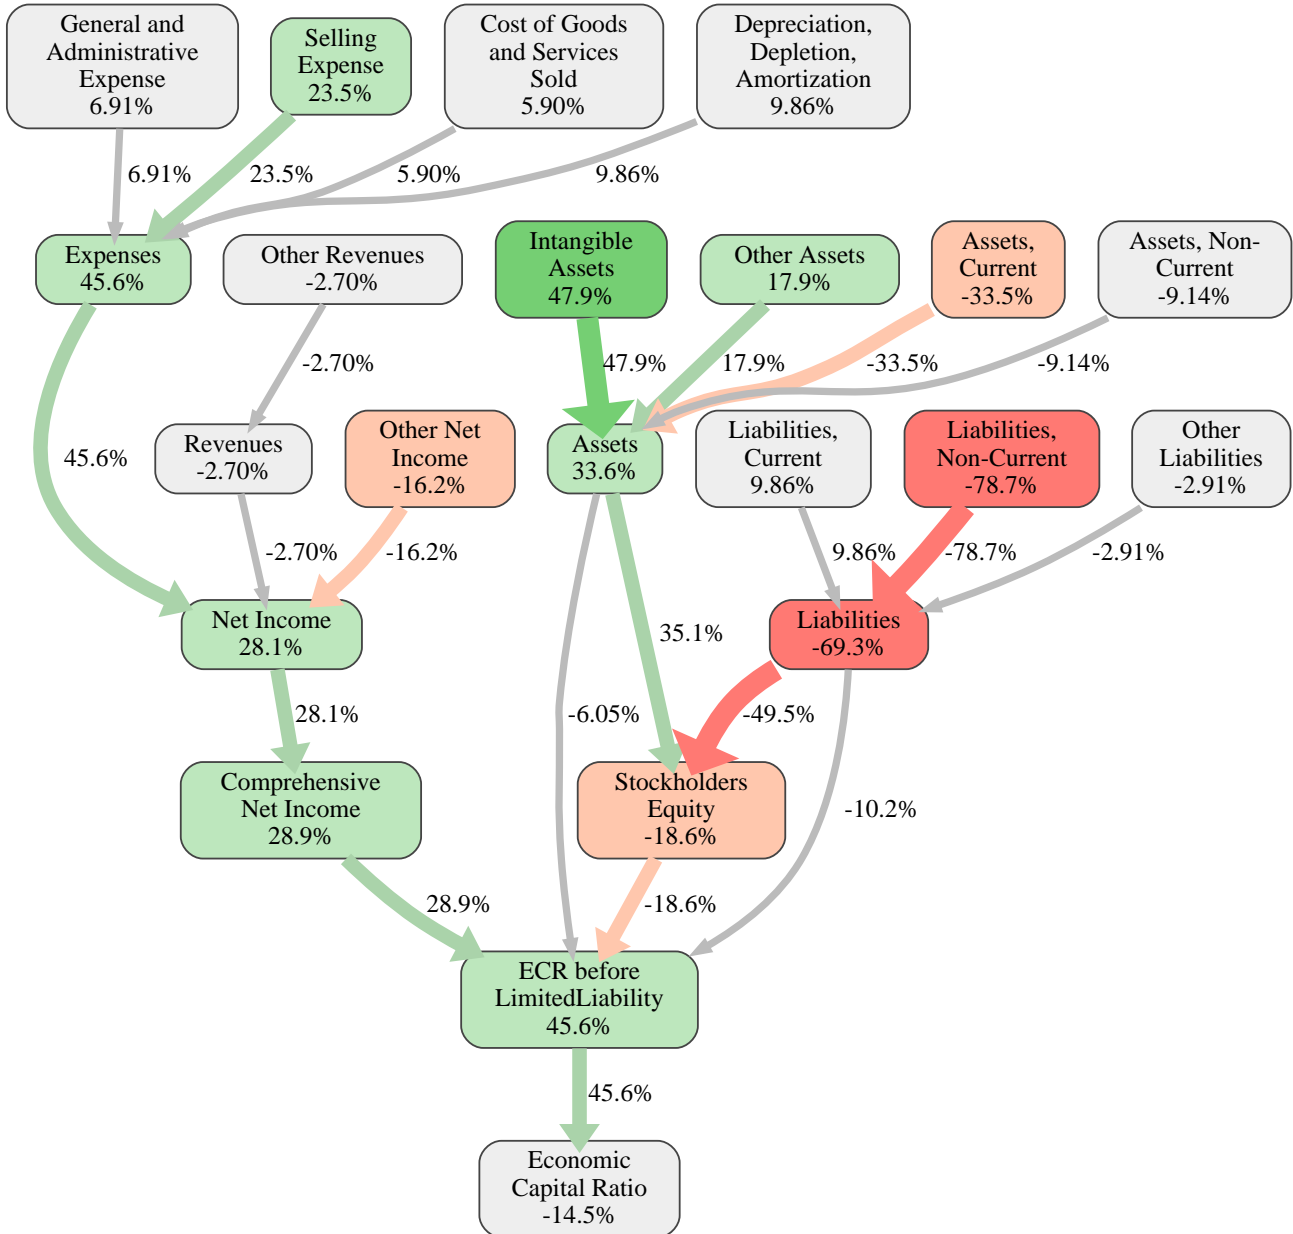 General and
Administrative
Expense
6.91%
Selling
Expense
23.5%
Cost of Goods
and Services
Sold
5.90%
Depreciation,
Depletion,
Amortization
9.86%
6.91%
23.5%
5.90%
9.86%
Expenses
45.6%
Other Revenues
-2.70%
Intangible
Assets
47.9%
Other Assets
17.9%
Assets,
Current
-33.5%
Assets, Non-
Current
-9.14%
-2.70%
47.9%
17.9%
-33.5%
-9.14%
45.6%
Revenues
-2.70%
Other Net
Income
-16.2%
Assets
33.6%
Liabilities,
Current
9.86%
Liabilities,
Non-Current
-78.7%
Other
Liabilities
-2.91%
-2.70%
-16.2%
9.86%
-78.7%
-2.91%
Net Income
28.1%
35.1%
Liabilities
-69.3%
28.1%
-6.05%
-49.5%
Comprehensive
Net Income
28.9%
Stockholders
Equity
-18.6%
-10.2%
28.9%
-18.6%
ECR before
LimitedLiability
45.6%
45.6%
Economic
Capital Ratio
-14.5%